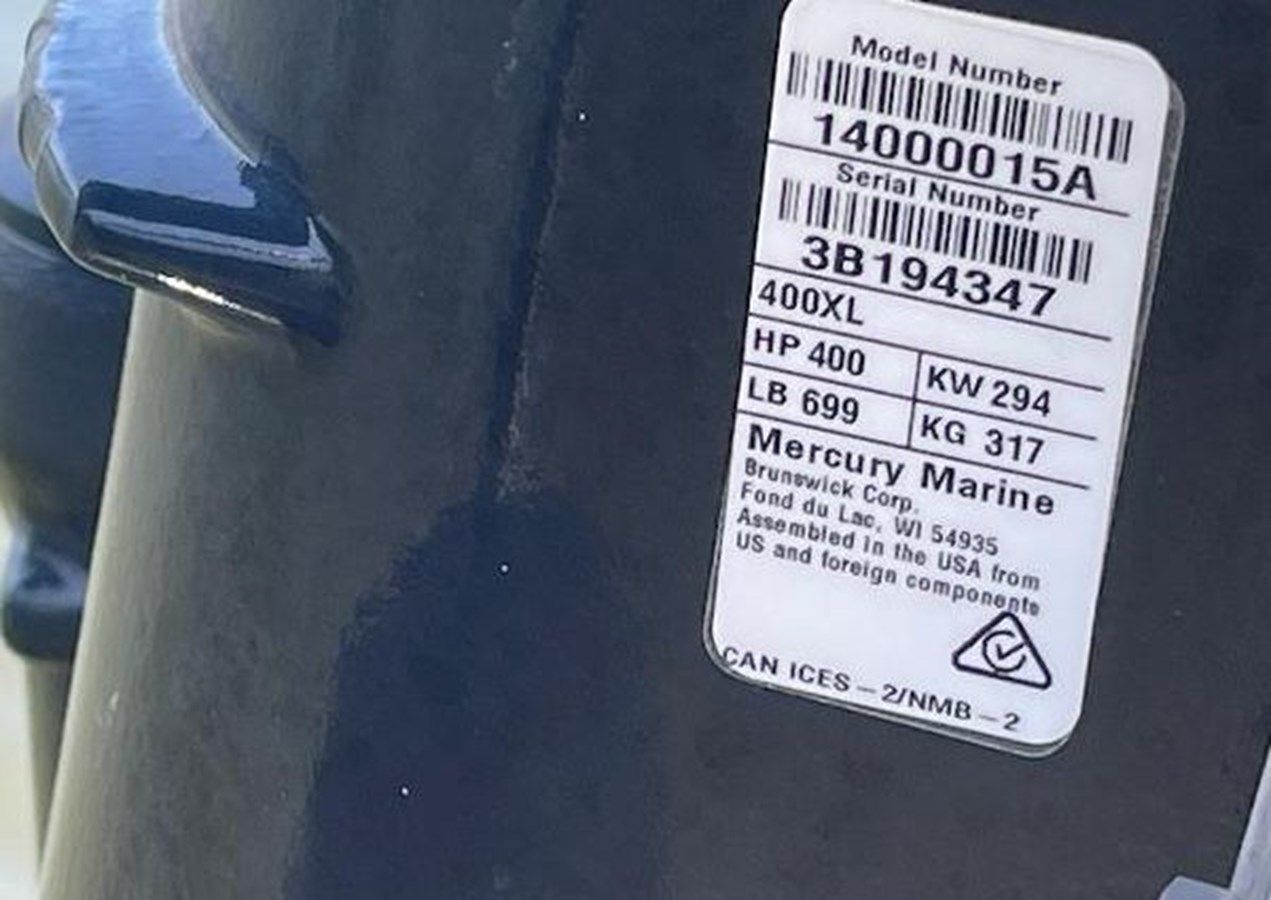 Model Number
14000015A
Serial Number
3B194347
400XL
HP 400 KW 294
LB 699 KG 317
Mercury Marine
Brunswick Corp.
Fond du Lac, WI 54935
Assembled in the USA from
US and foreign components
CAN ICES – 2/NMB – 2